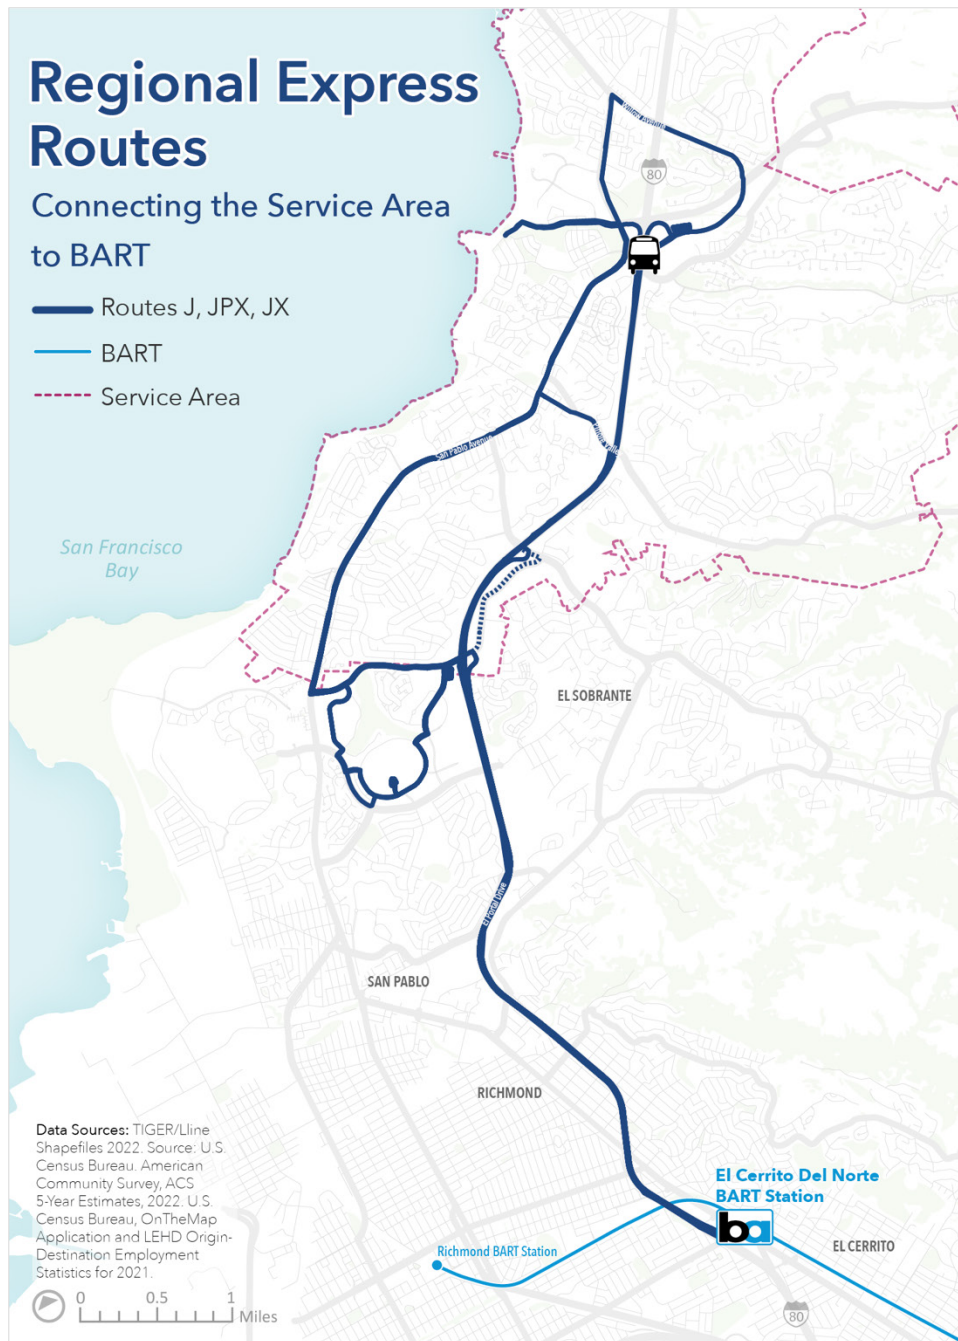 Regional Express
Routes
Connecting the Service Area
to BART
Routes J, JPX, JX
BART
Service Area
Willow Avenue
80
San Pablo Avenue
San Francisco
Bay
EL SOBRANTE
El Portal Drive
SAN PABLO
RICHMOND
Data Sources: TIGER/Lline
Shapefiles 2022. Source: U.S.
Census Bureau. American
Community Survey, ACS
5-Year Estimates, 2022. U.S.
Census Bureau, OnTheMap
Application and LEHD Origin-
Destination Employment
Statistics for 2021.
El Cerrito Del Norte
BART Station
ba
Richmond BART Station
EL CERRITO
80
0 0.5 1
Miles